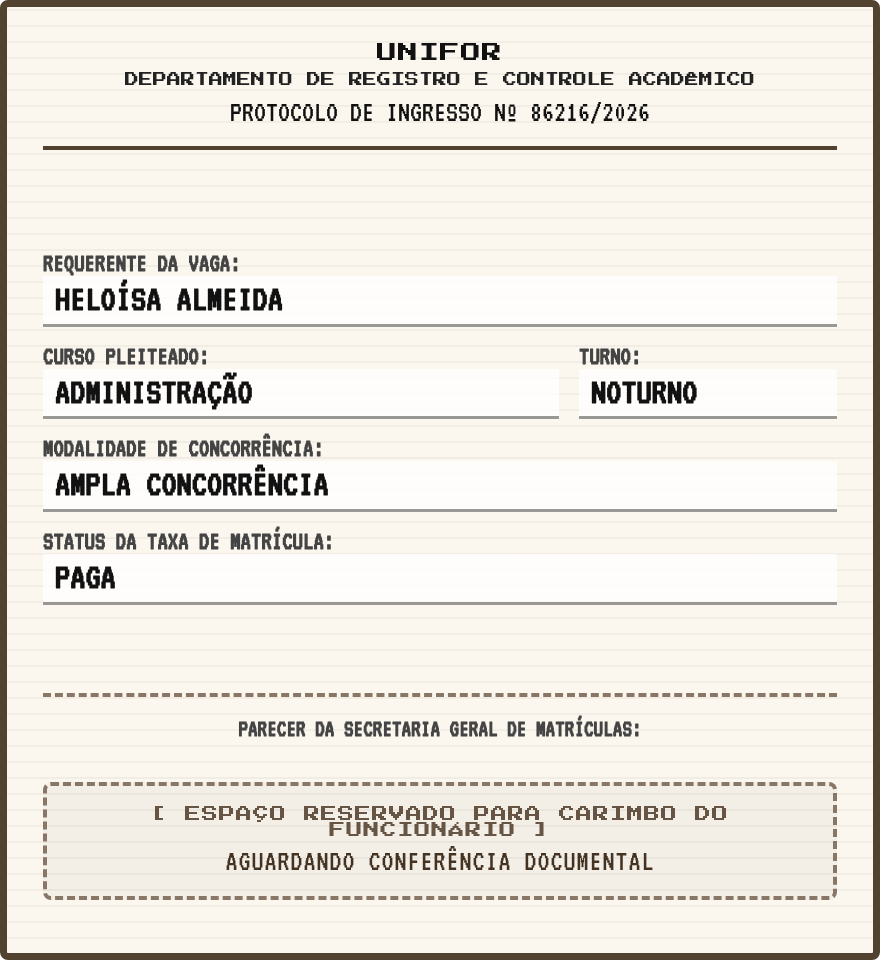 UNIFOR
DEPARTAMENTO DE REGISTRO E CONTROLE ACADÊMICO
PROTOCOLO DE INGRESSO Nº 86216/2026
REQUERENTE DA VAGA:
HELOÍSA ALMEIDA
CURSO PLEITEADO:
ADMINISTRAÇÃO
TURNO:
NOTURNO
MODALIDADE DE CONCORRÊNCIA:
AMPLA CONCORRÊNCIA
STATUS DA TAXA DE MATRÍCULA:
PAGA
PARECER DA SECRETARIA GERAL DE MATRÍCULAS:
[ ESPAÇO RESERVADO PARA CARIMBO DO
FUNCIONÁRIO ]
AGUARDANDO CONFERÊNCIA DOCUMENTAL